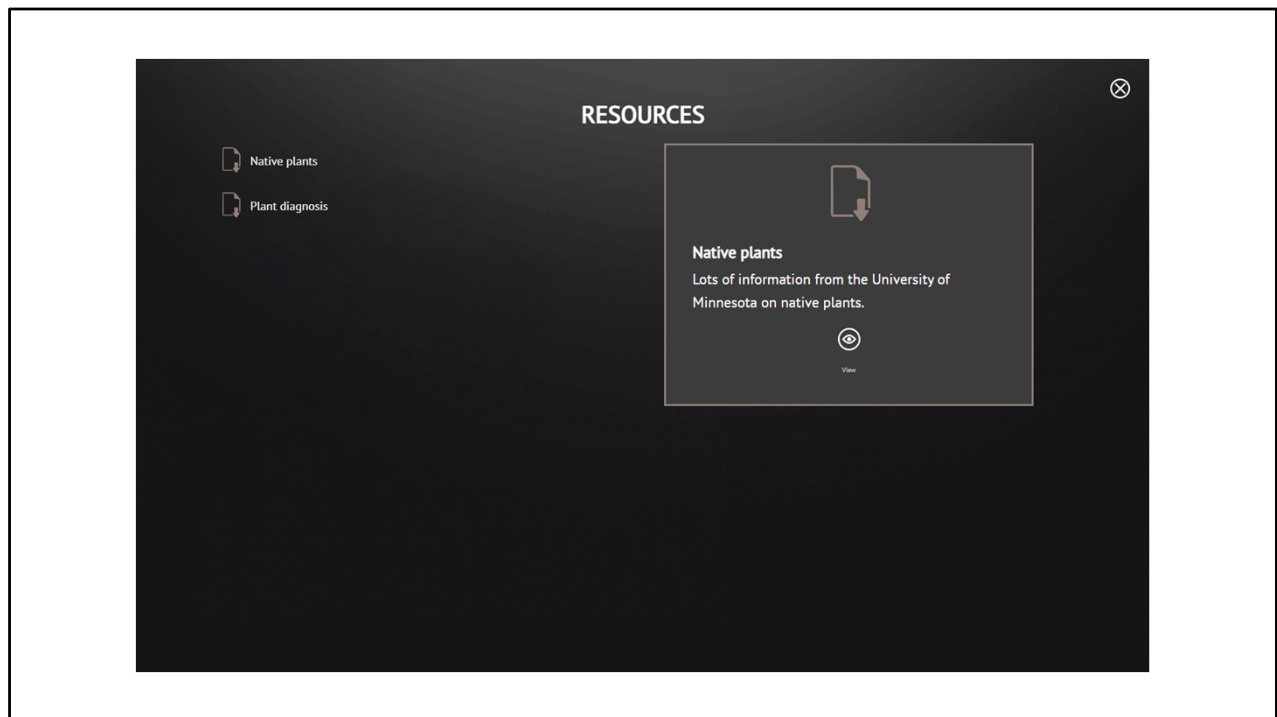 RESOURCES
Native plants
Plant diagnosis
Native plants
Lots of information from the University of
Minnesota on native plants.
View